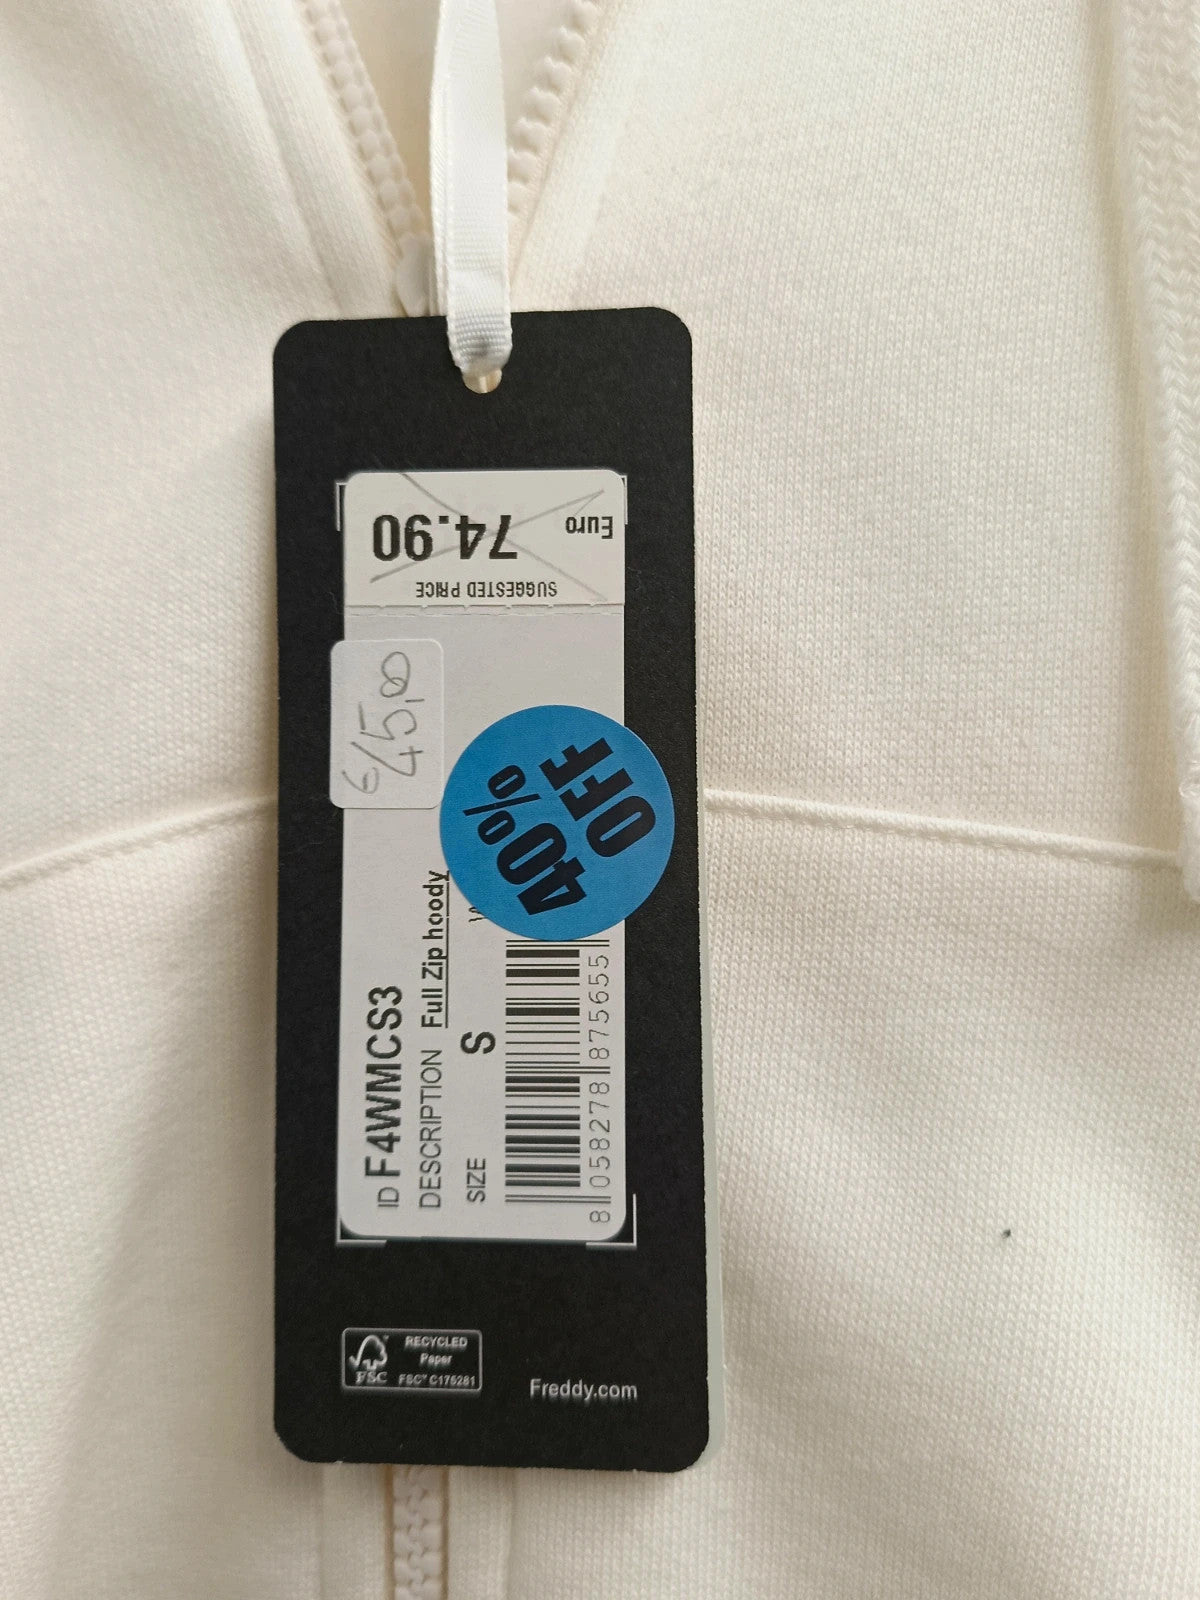 Euro
74.90
SUGGESTED PRICE
45,00
40%
OFF
ID F4WMCS3
DESCRIPTION Full Zip hoody
SIZE S
8 058278 875655
FSC
RECYCLED
Paper
FSC™ C175281
Freddy.com